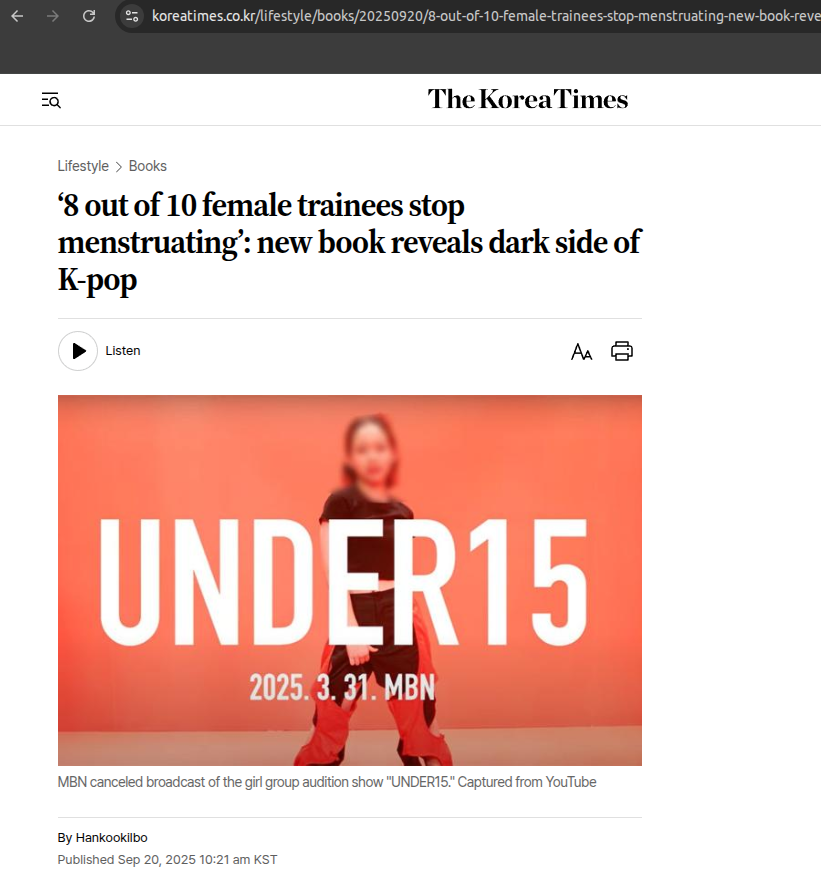 koreatimes.co.kr/lifestyle/books/20250920/8-out-of-10-female-trainees-stop-menstruating-new-book-reve
The Korea Times
Lifestyle > Books
‘8 out of 10 female trainees stop
menstruating’: new book reveals dark side of
K-pop
Listen
AA
UNDER15
2025. 3. 31. MBN
MBN canceled broadcast of the girl group audition show "UNDER15." Captured from YouTube
By Hankookilbo
Published Sep 20, 2025 10:21 am KST